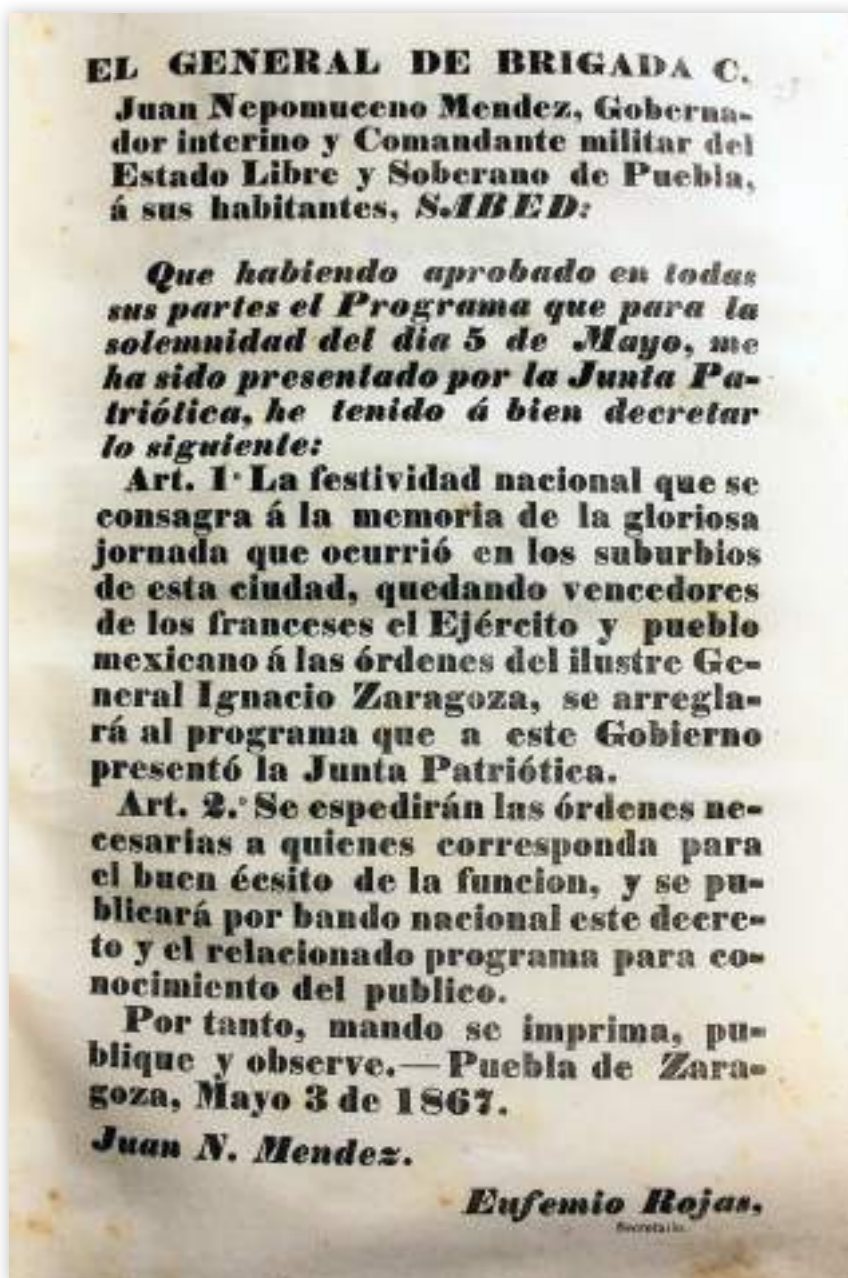 EL GENERAL DE BRIGADA C.
Juan Nepomuceno Mendez, Goberna-
dor interino y Comandante militar del
Estado Libre y Soberano de Puebla,
á sus habitantes, SABED:
Que habiendo aprobado en todas
sus partes el Programa que para la
solemnidad del dia 5 de Mayo, me
ha sido presentado por la Junta Pa-
triótica, he tenido á bien decretar
lo siguiente:
Art. 1° La festividad nacional que se
consagra á la memoria de la gloriosa
jornada que ocurrió en los suburbios
de esta ciudad, quedando vencedores
de los franceses el Ejército y pueblo
mexicano á las órdenes del ilustre Ge-
neral Ignacio Zaragoza, se arregla-
rá al programa que a este Gobierno
presentó la Junta Patriótica.
Art. 2.° Se espedirán las órdenes ne-
cesarias a quienes corresponda para
el buen écsito de la funcion, y se pu-
blicará por bando nacional este decre-
to y el relacionado programa para co-
nocimiento del publico.
Por tanto, mando se imprima, pu-
blique y observe.—Puebla de Zara-
goza, Mayo 3 de 1867.
Juan N. Mendez.
Eufemio Rojas,
Secretario.